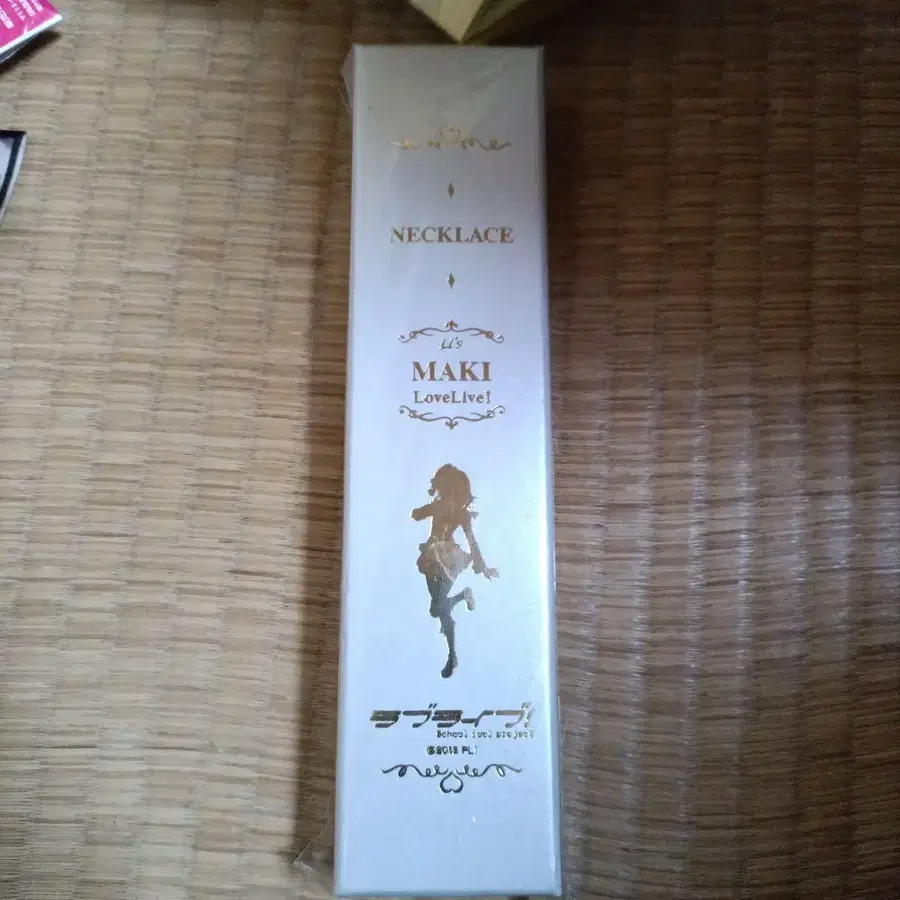 NECKLACE
μ's
MAKI
LoveLive!
ラブライブ!
School idol project
©2013 PL!